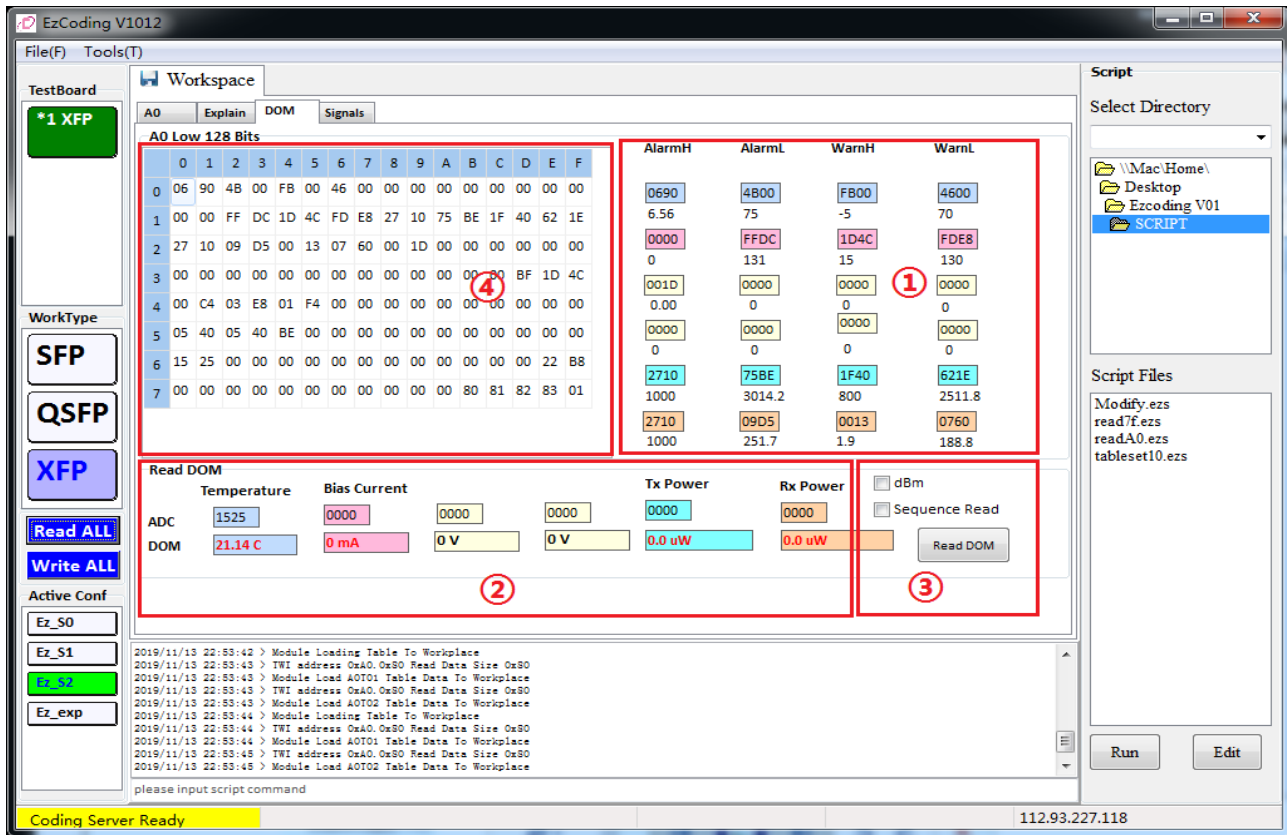 EzCoding V1012
File(F) Tools(T)
TestBoard
*1 XFP
WorkType
SFP
QSFP
XFP
Read ALL
Write ALL
Active Conf
Ez_S0
Ez_S1
Ez_S2
Ez_exp
Workspace
A0 Explain DOM Signals
A0 Low 128 Bits
0 1 2 3 4 5 6 7 8 9 A B C D E F
0 06 90 4B 00 FB 00 46 00 00 00 00 00 00 00 00 00
1 00 00 FF DC 1D 4C FD E8 27 10 75 BE 1F 40 62 1E
2 27 10 09 D5 00 13 07 60 00 1D 00 00 00 00 00 00
3 00 00 00 00 00 00 00 00 00 00 00 00 BF 1D 4C
4 00 C4 03 E8 01 F4 00 00 00 00 00 00 00 00 00 00
5 05 40 05 40 BE 00 00 00 00 00 00 00 00 00 00 00
6 15 25 00 00 00 00 00 00 00 00 00 00 00 00 22 B8
7 00 00 00 00 00 00 00 00 00 00 00 80 81 82 83 01
④
AlarmH AlarmL WarnH WarnL
0690 4B00 FB00 4600
6.56 75 -5 70
0000 FFDC 1D4C FDE8
0 131 15 130
001D 0000 0000 0000
0.00 0 0 0
0000 0000 0000 0000
0 0 0 0
2710 75BE 1F40 621E
1000 3014.2 800 2511.8
2710 09D5 0013 0760
1000 251.7 1.9 188.8
①
Read DOM
Temperature Bias Current Tx Power Rx Power
ADC 1525 0000 0000 0000 0000 0000
DOM 21.14 C 0 mA 0 V 0 V 0.0 uW 0.0 uW
②
dBm
Sequence Read
Read DOM
③
2019/11/13 22:53:42 > Module Loading Table To Workplace
2019/11/13 22:53:43 > TWI address 0xA0.0x80 Read Data Size 0x80
2019/11/13 22:53:43 > Module Load A0T01 Table Data To Workplace
2019/11/13 22:53:43 > TWI address 0xA0.0x80 Read Data Size 0x80
2019/11/13 22:53:43 > Module Load A0T02 Table Data To Workplace
2019/11/13 22:53:44 > Module Loading Table To Workplace
2019/11/13 22:53:44 > TWI address 0xA0.0x80 Read Data Size 0x80
2019/11/13 22:53:44 > Module Load A0T01 Table Data To Workplace
2019/11/13 22:53:45 > TWI address 0xA0.0x80 Read Data Size 0x80
2019/11/13 22:53:45 > Module Load A0T02 Table Data To Workplace
please input script command
Script
Select Directory
\\Mac\Home\
Desktop
Ezcoding V01
SCRIPT
Script Files
Modify.ezs
read7f.ezs
readA0.ezs
tableset10.ezs
Run Edit
Coding Server Ready
112.93.227.118